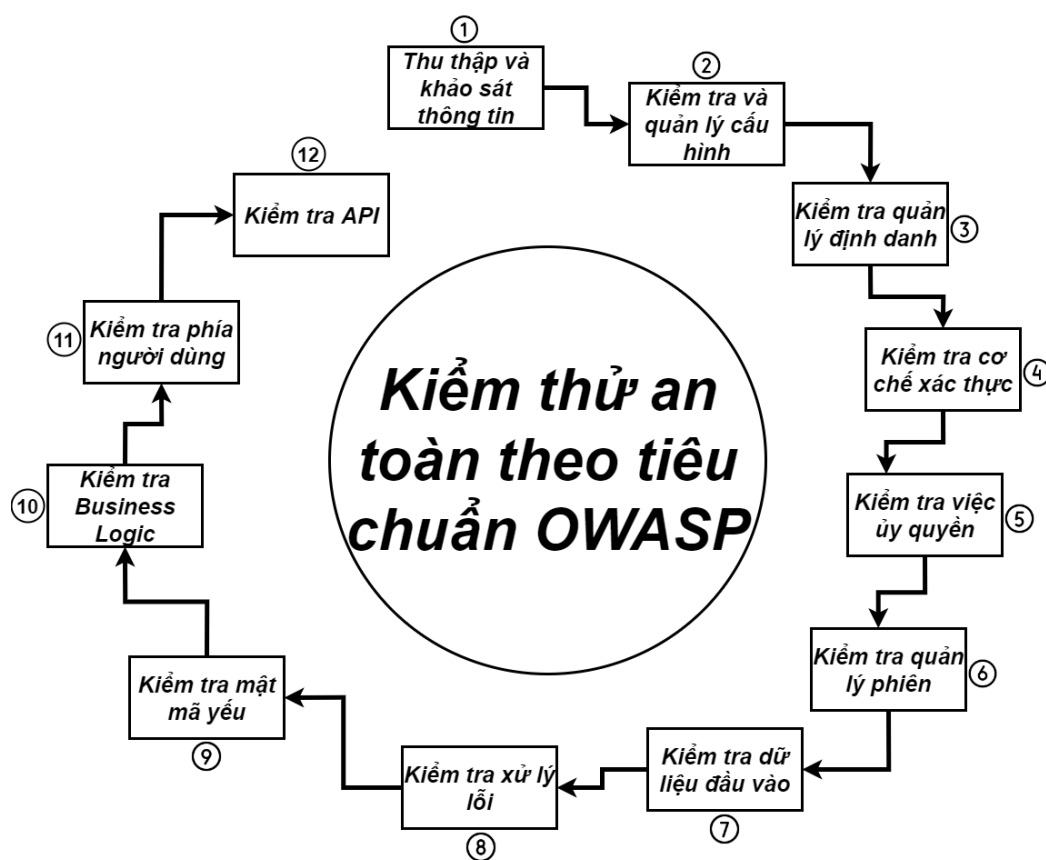 ①
Thu thập và
khảo sát
thông tin
②
Kiểm tra và
quản lý cấu
hình
③
Kiểm tra quản
lý định danh
④
Kiểm tra cơ
chế xác thực
⑤
Kiểm tra việc
ủy quyền
⑥
Kiểm tra quản
lý phiên
⑦
Kiểm tra dữ
liệu đầu vào
⑧
Kiểm tra xử lý
lỗi
⑨
Kiểm tra mật
mã yếu
⑩
Kiểm tra
Business
Logic
⑪
Kiểm tra phía
người dùng
⑫
Kiểm tra API
Kiểm thử an
toàn theo tiêu
chuẩn OWASP